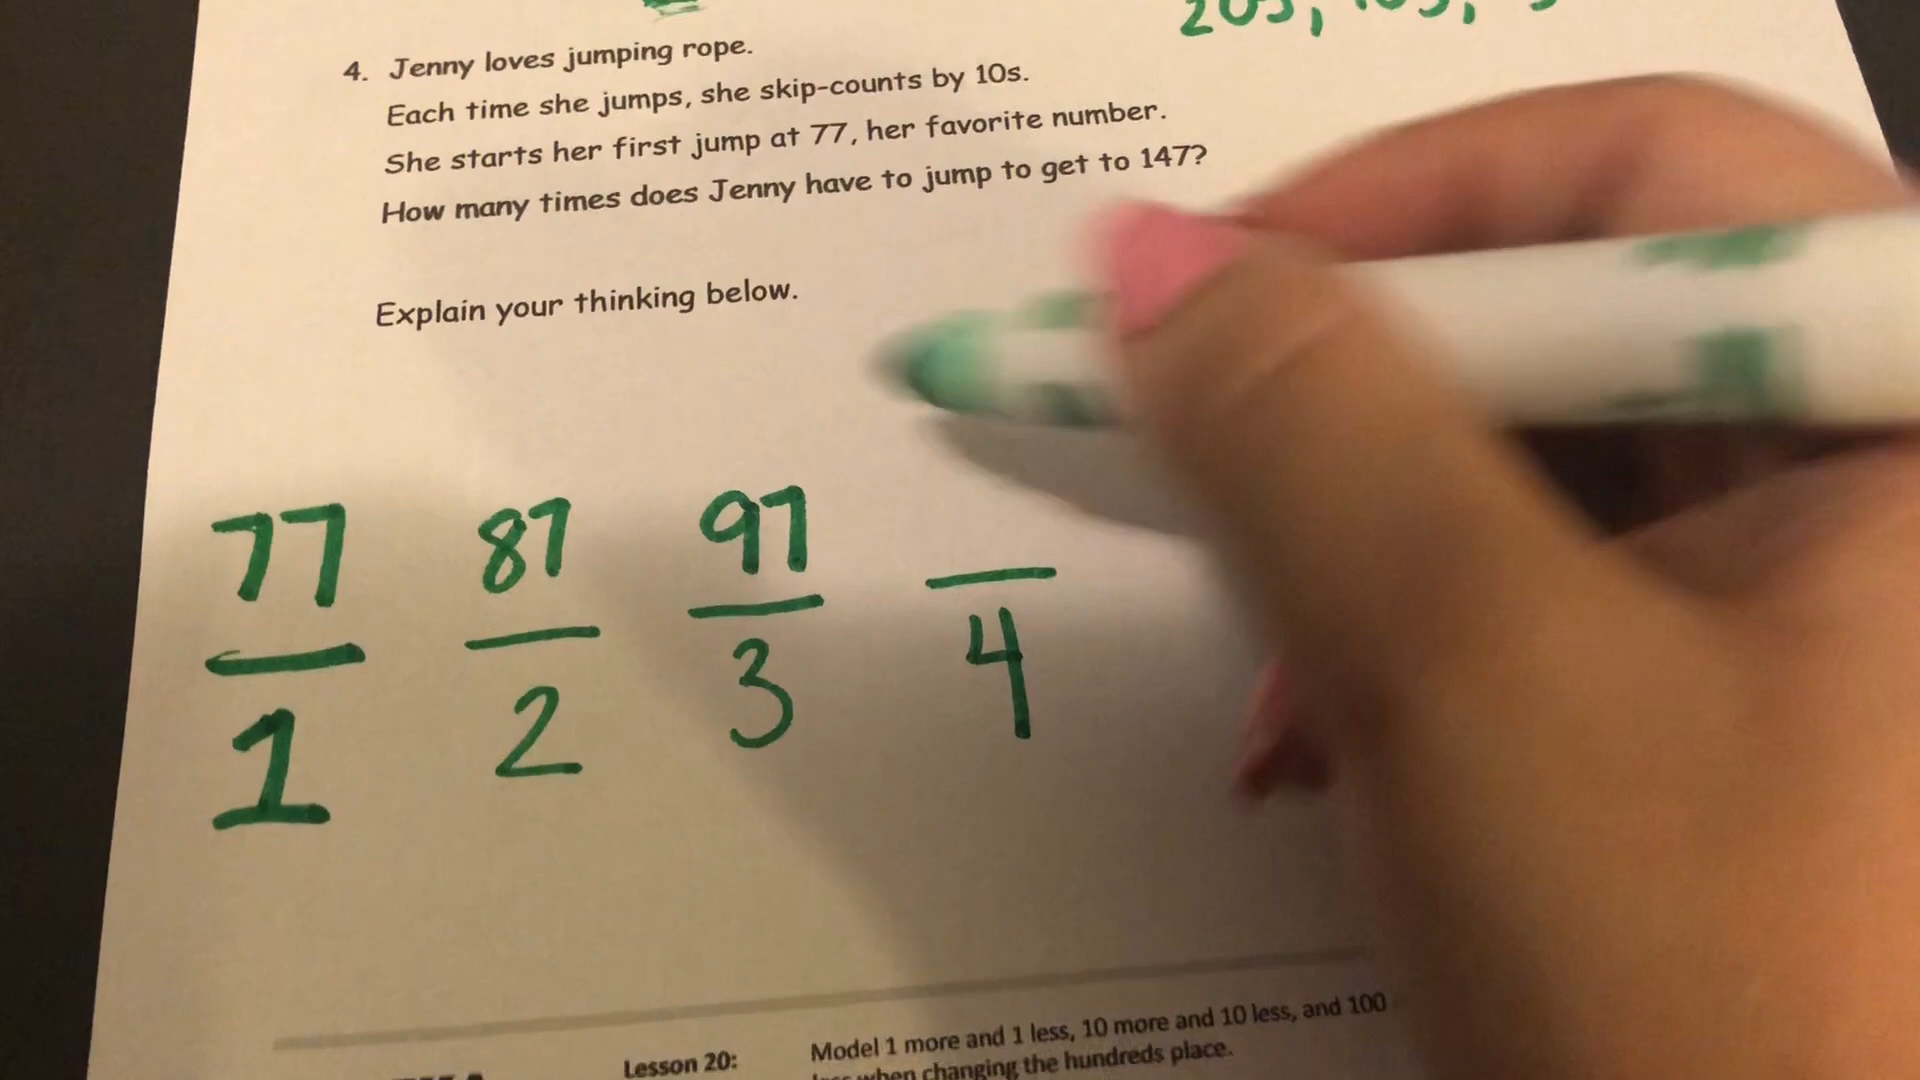 4. Jenny loves jumping rope.
Each time she jumps, she skip-counts by 10s.
She starts her first jump at 77, her favorite number.
How many times does Jenny have to jump to get to 147?
Explain your thinking below.
77 87 97
1 2 3 4
Lesson 20:
Model 1 more and 1 less, 10 more and 10 less, and 100
when changing the hundreds place.